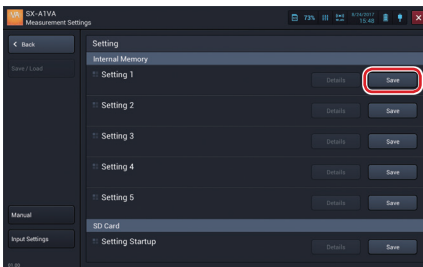 SX-A1VA
Measurement Settings
73%
8/24/2017
15:48
Back
Setting
Save / Load
Internal Memory
Setting 1
Details
Save
Setting 2
Details
Save
Setting 3
Details
Save
Setting 4
Details
Save
Setting 5
Details
Save
Manual
SD Card
Input Settings
Setting Startup
Details
Save